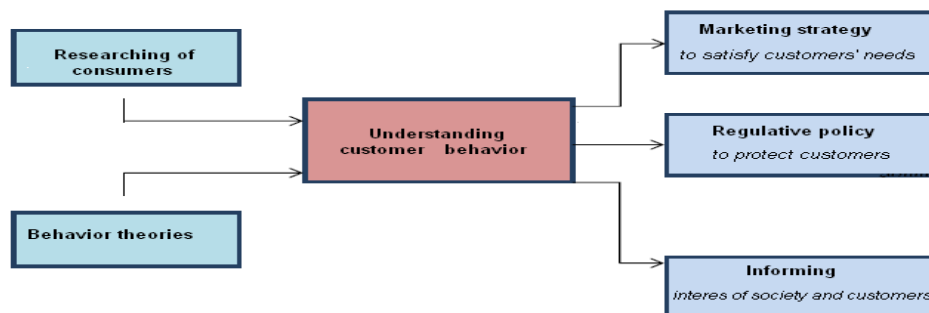 Researching of
consumers
Behavior theories
Understanding
customer behavior
Marketing strategy
to satisfy customers' needs
Regulative policy
to protect customers
Informing
interes of society and customers